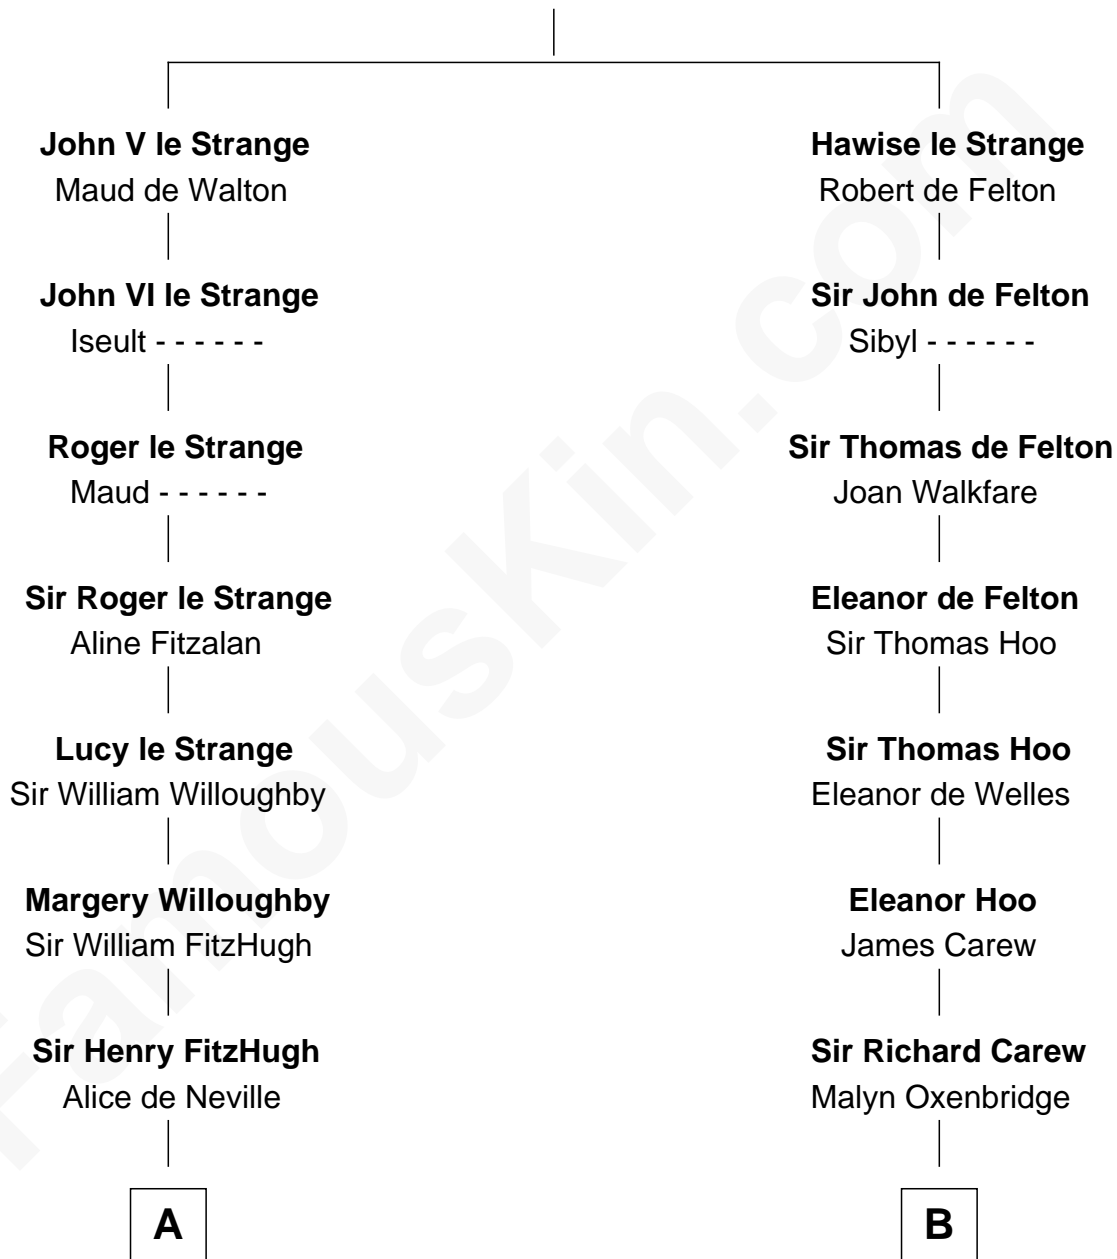 John V le Strange
Maud de Walton
John VI le Strange
Iseult - - - - - -
Roger le Strange
Maud - - - - - -
Sir Roger le Strange
Aline Fitzalan
Lucy le Strange
Sir William Willoughby
Margery Willoughby
Sir William FitzHugh
Sir Henry FitzHugh
Alice de Neville
A
Hawise le Strange
Robert de Felton
Sir John de Felton
Sibyl - - - - - -
Sir Thomas de Felton
Joan Walkfare
Eleanor de Felton
Sir Thomas Hoo
Sir Thomas Hoo
Eleanor de Welles
Eleanor Hoo
James Carew
Sir Richard Carew
Malyn Oxenbridge
B
FamousKin.com